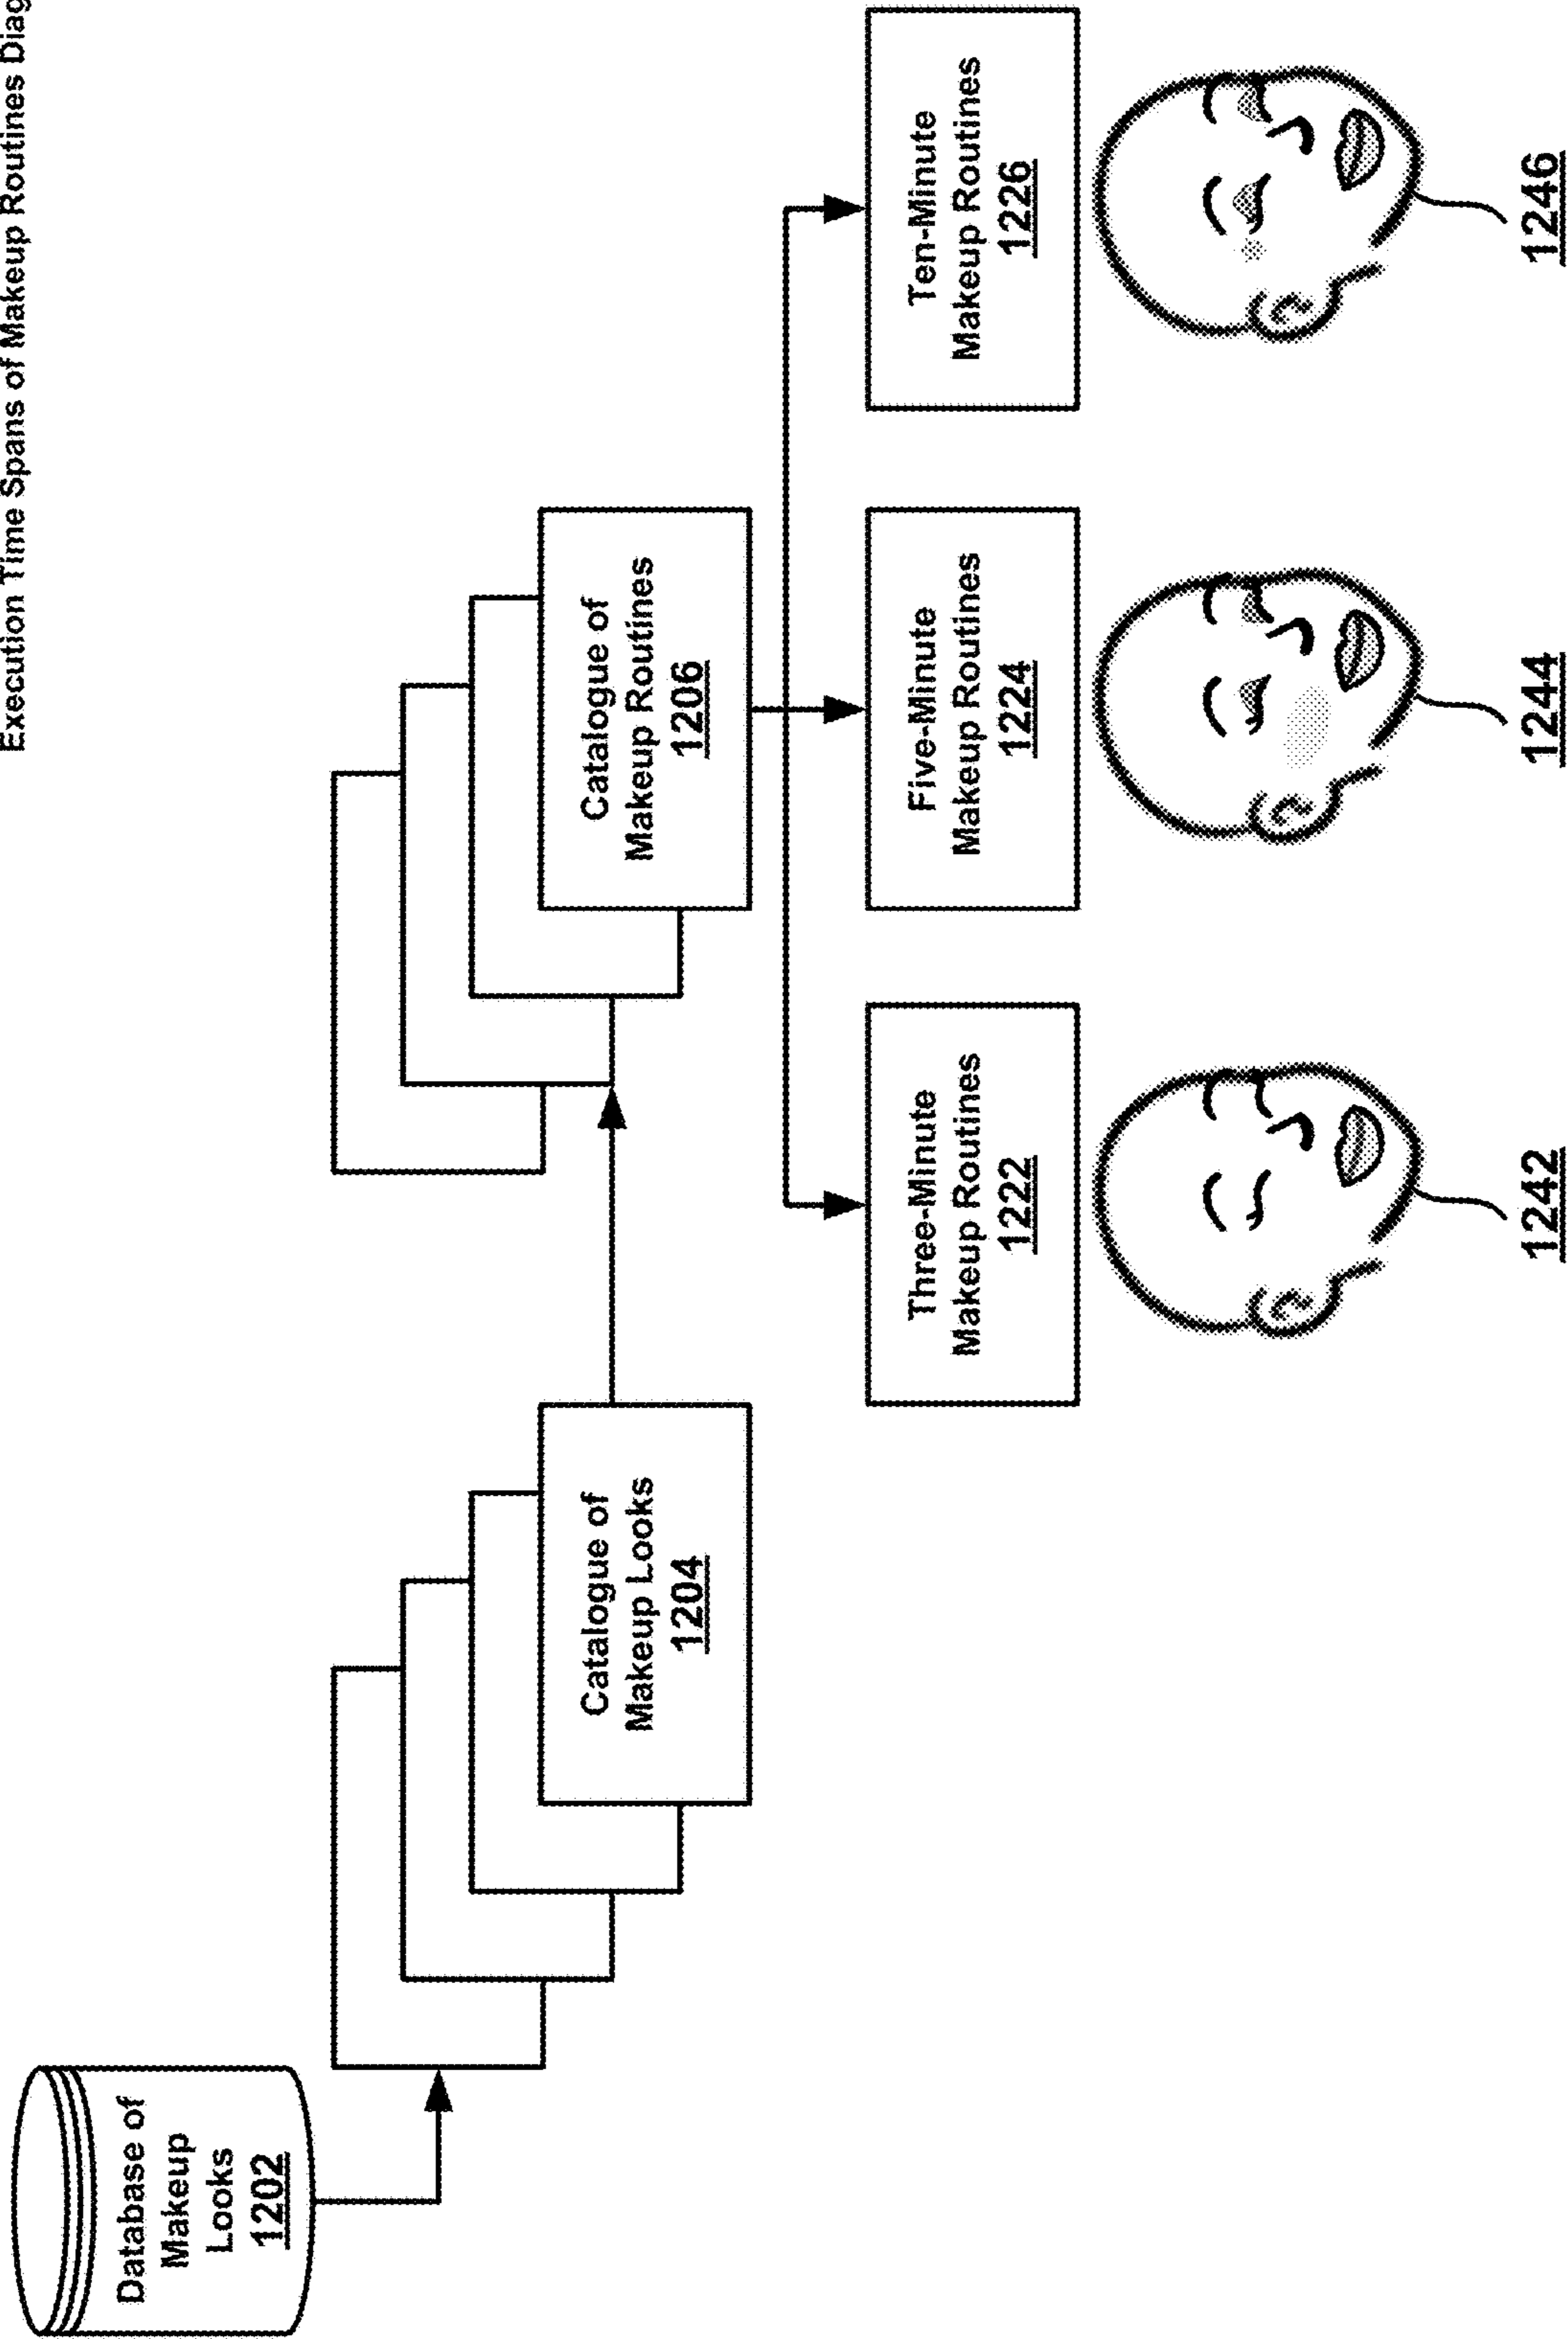 Execution Time Spans of Makeup Routines
Database of
Makeup
Looks
1202
Catalogue of
Makeup Looks
1204
Catalogue of
Makeup Routines
1206
Three-Minute
Makeup Routines
1222
Five-Minute
Makeup Routines
1224
Ten-Minute
Makeup Routines
1226
1242
1244
1246